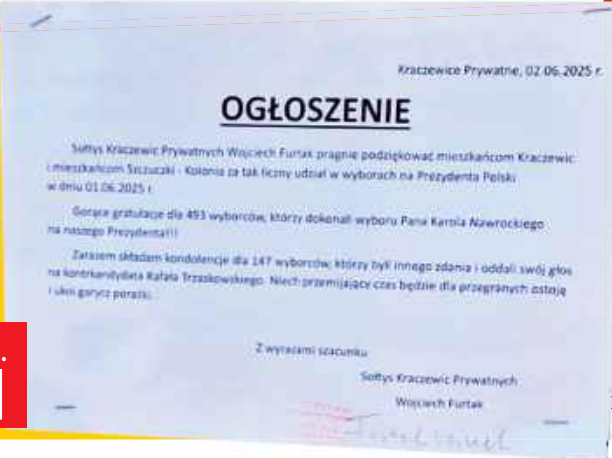 Kraczewice Prywatne, 02.06.2025 r.
OGŁOSZENIE
Sołtys Kraczewic Prywatnych Wojciech Furtak pragnie podziękować mieszkańcom Kraczewic
i mieszkańcom Szczuczki - Kolonia za tak liczny udział w wyborach na Prezydenta Polski
w dniu 01.06.2025 r.
Gorące gratulacje dla 493 wyborców, którzy dokonali wyboru Pana Karola Nawrockiego
na naszego Prezydenta!!!
Zarazem składam kondolencje dla 147 wyborców, którzy byli innego zdania i oddali swój głos
na kontrkandydata Rafała Trzaskowskiego. Niech przemijający czas będzie dla przegranych ostoją
i ukoi gorycz porażki.
Z wyrazami szacunku
Sołtys Kraczewic Prywatnych
Wojciech Furtak